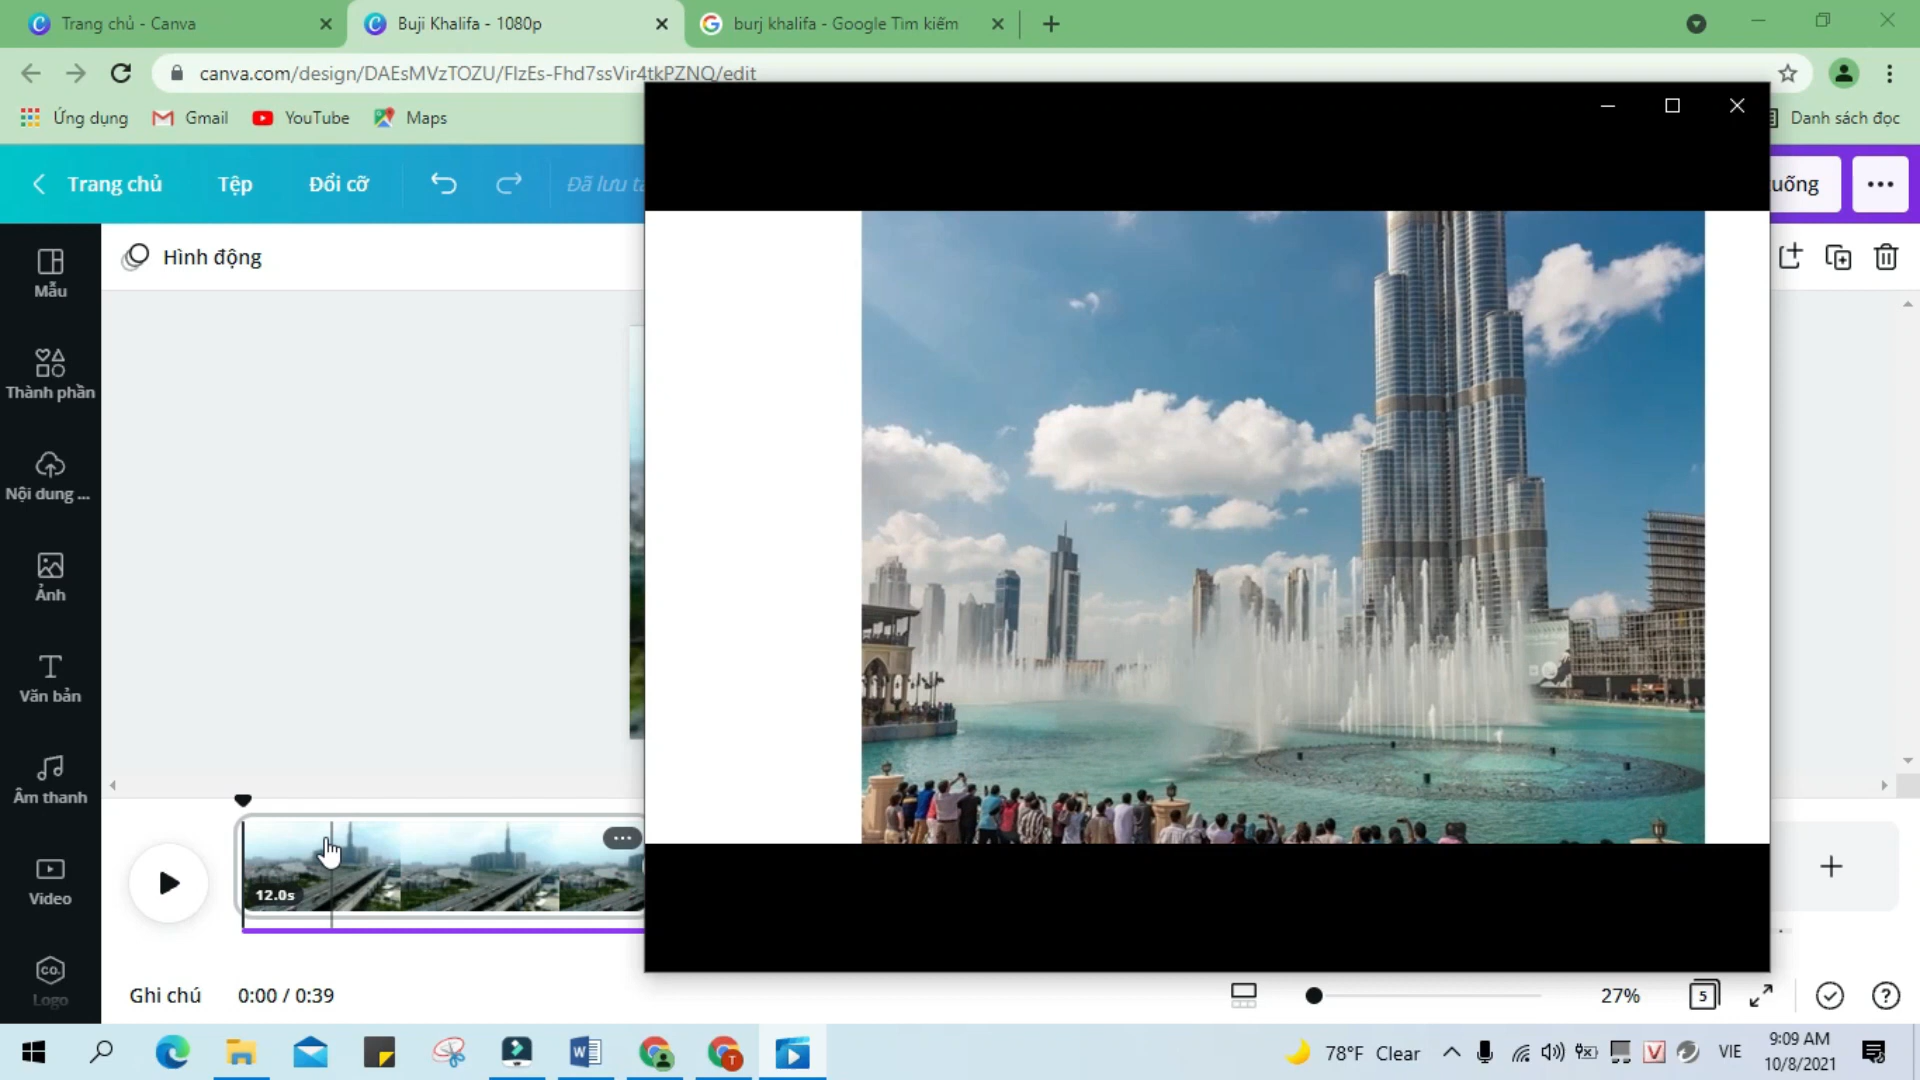 Trang chủ - Canva
Buji Khalifa - 1080p
burj khalifa - Google Tìm kiếm
canva.com/design/DAEsMVzTOZU/FIzEs-Fhd7ssVir4tkPZNQ/edit
Ứng dụng
Gmail
YouTube
Maps
Danh sách đọc
Trang chủ
Tệp
Đổi cỡ
Đã lưu tấ
uống
Hình động
Mẫu
Thành phần
Nội dung ...
Ảnh
Văn bản
Âm thanh
Video
CO.
Logo
12.0s
Ghi chú
0:00 / 0:39
27%
5
78°F Clear
VIE
9:09 AM
10/8/2021